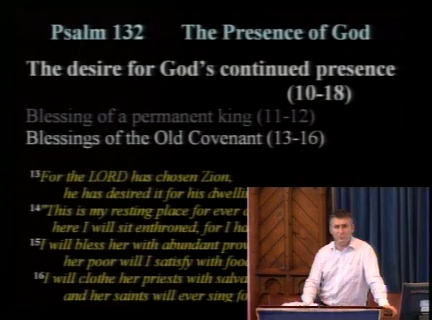 Psalm 132 The Presence of God
The desire for God's continued presence
(10-18)
Blessing of a permanent king (11-12)
Blessings of the Old Covenant (13-16)
13For the LORD has chosen Zion,
he has desired it for his
14"This is my resting place for ever
here I will sit enthroned, for I
15I will bless her with abundant
her poor will I satisfy with
16I will clothe her priests with
and her saints will ever sing